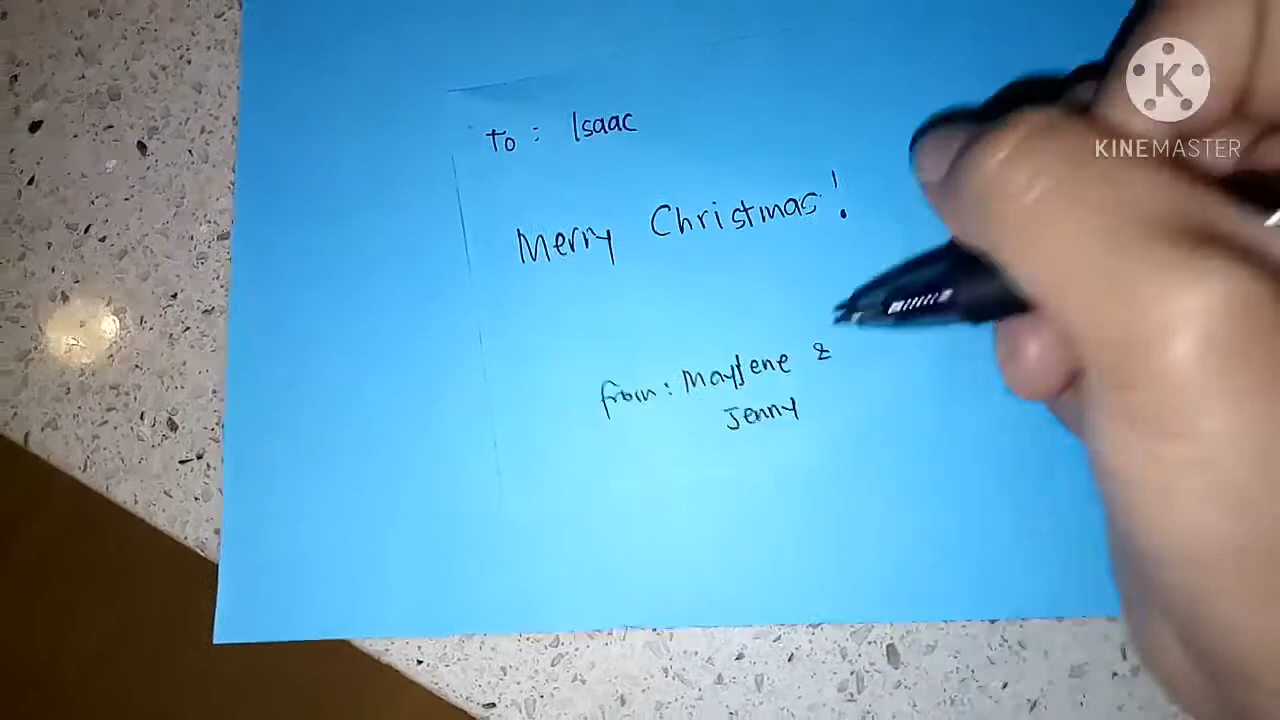 To : Isaac
Merry Christmas!
from: Maylene &
Jenny
K
KINEMASTER